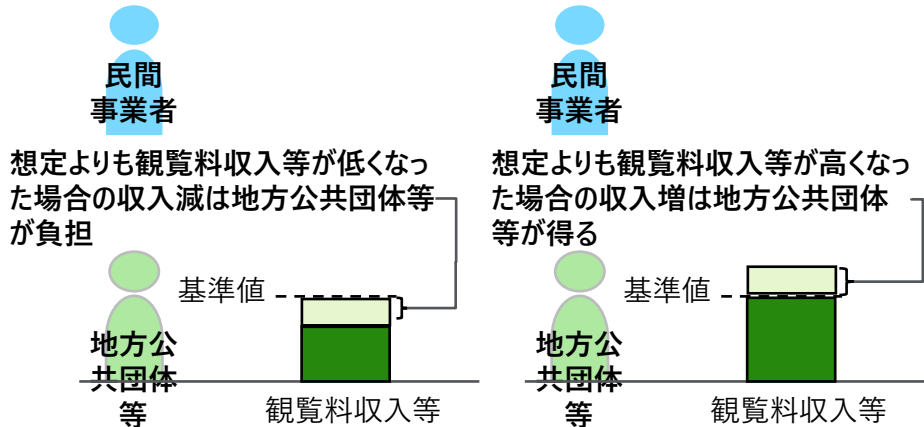 民間
事業者
想定よりも観覧料収入等が低くなっ
た場合の収入減は地方公共団体等
が負担
基準値
地方公
共団体
等
観覧料収入等
民間
事業者
想定よりも観覧料収入等が高くなっ
た場合の収入増は地方公共団体
等が得る
基準値
地方公
共団体
等
観覧料収入等